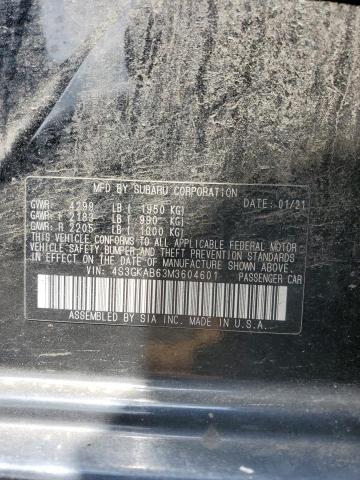 MFD BY SUBARU CORPORATION
GWR: 4298 LB ( 1950 KG) DATE: 01/21
GAWR: F 2183 LB ( 990 KG)
GAWR: R 2205 LB ( 1000 KG)
THIS VEHICLE CONFORMS TO ALL APPLICABLE FEDERAL MOTOR
VEHICLE SAFETY, BUMPER, AND THEFT PREVENTION STANDARDS
IN EFFECT ON THE DATE OF MANUFACTURE SHOWN ABOVE.
VIN: 4S3GKAB63M3604601 PASSENGER CAR
ASSEMBLED BY SIA INC. MADE IN U.S.A.